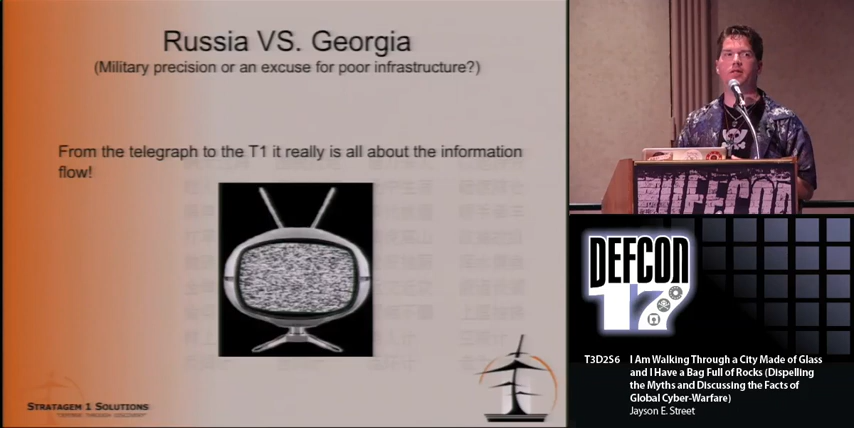 Russia VS. Georgia
(Military precision or an excuse for poor infrastructure?)
From the telegraph to the T1 it really is all about the information
flow!
STRATAGEM 1 SOLUTIONS
DEFCON
DEFCON
17
T3D2S6 I Am Walking Through a City Made of Glass
and I Have a Bag Full of Rocks (Dispelling
the Myths and Discussing the Facts of
Global Cyber-Warfare)
Jayson E. Street